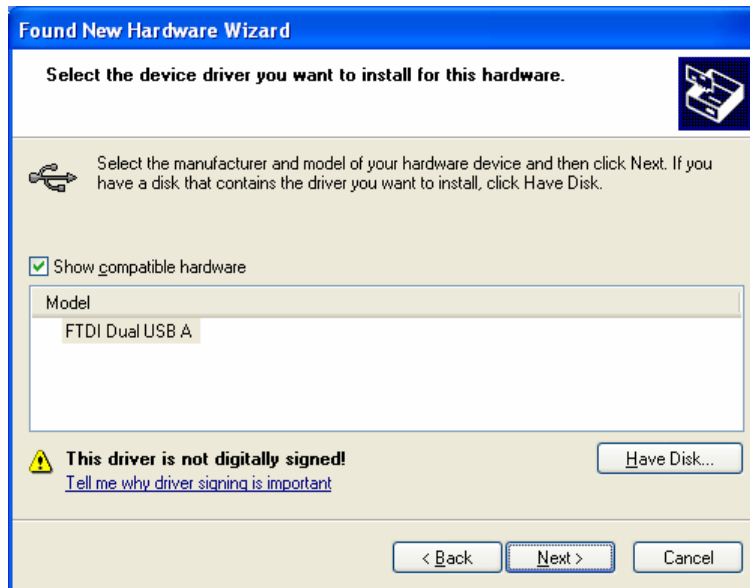 Found New Hardware Wizard
Select the device driver you want to install for this hardware.
Select the manufacturer and model of your hardware device and then click Next. If you
have a disk that contains the driver you want to install, click Have Disk.
Show compatible hardware
Model
FTDI Dual USB A
This driver is not digitally signed!
Tell me why driver signing is important
Have Disk...
< Back
Next >
Cancel